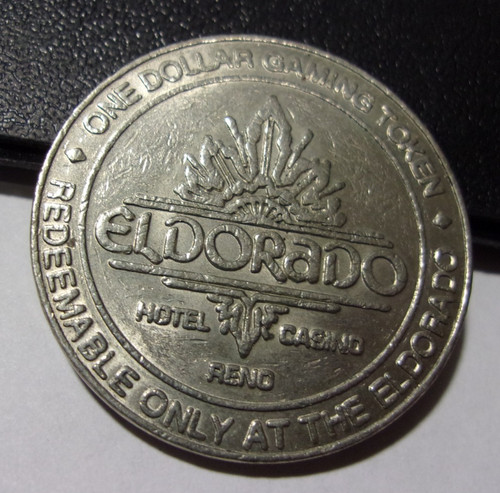 ONE DOLLAR GAMING TOKEN
ELDORADO
HOTEL CASINO
RENO
REDEEMABLE ONLY AT THE ELDORADO